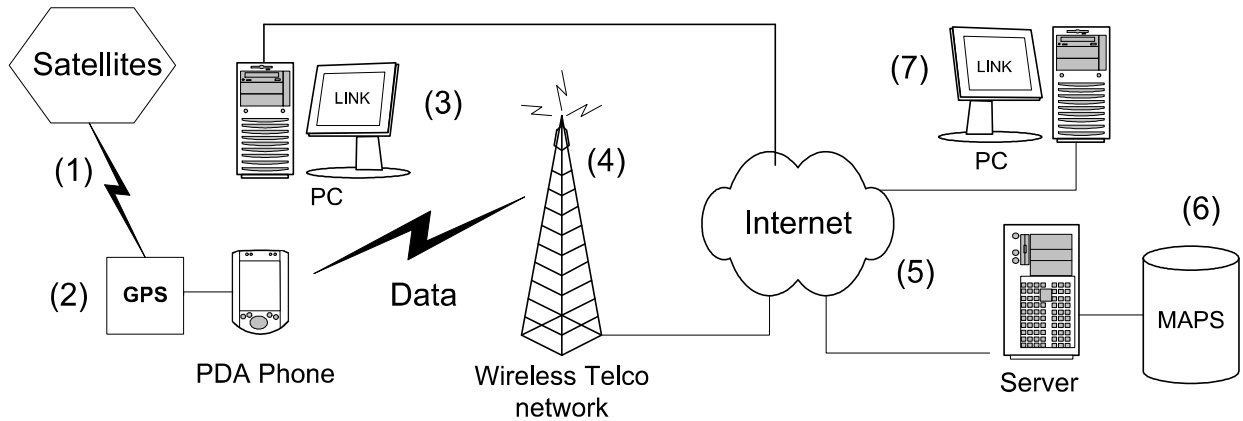 Satellites
(1)
(2)
GPS
PDA Phone
LINK
(3)
PC
Data
(4)
Wireless Telco
network
Internet
(5)
(7)
LINK
PC
Server
(6)
MAPS